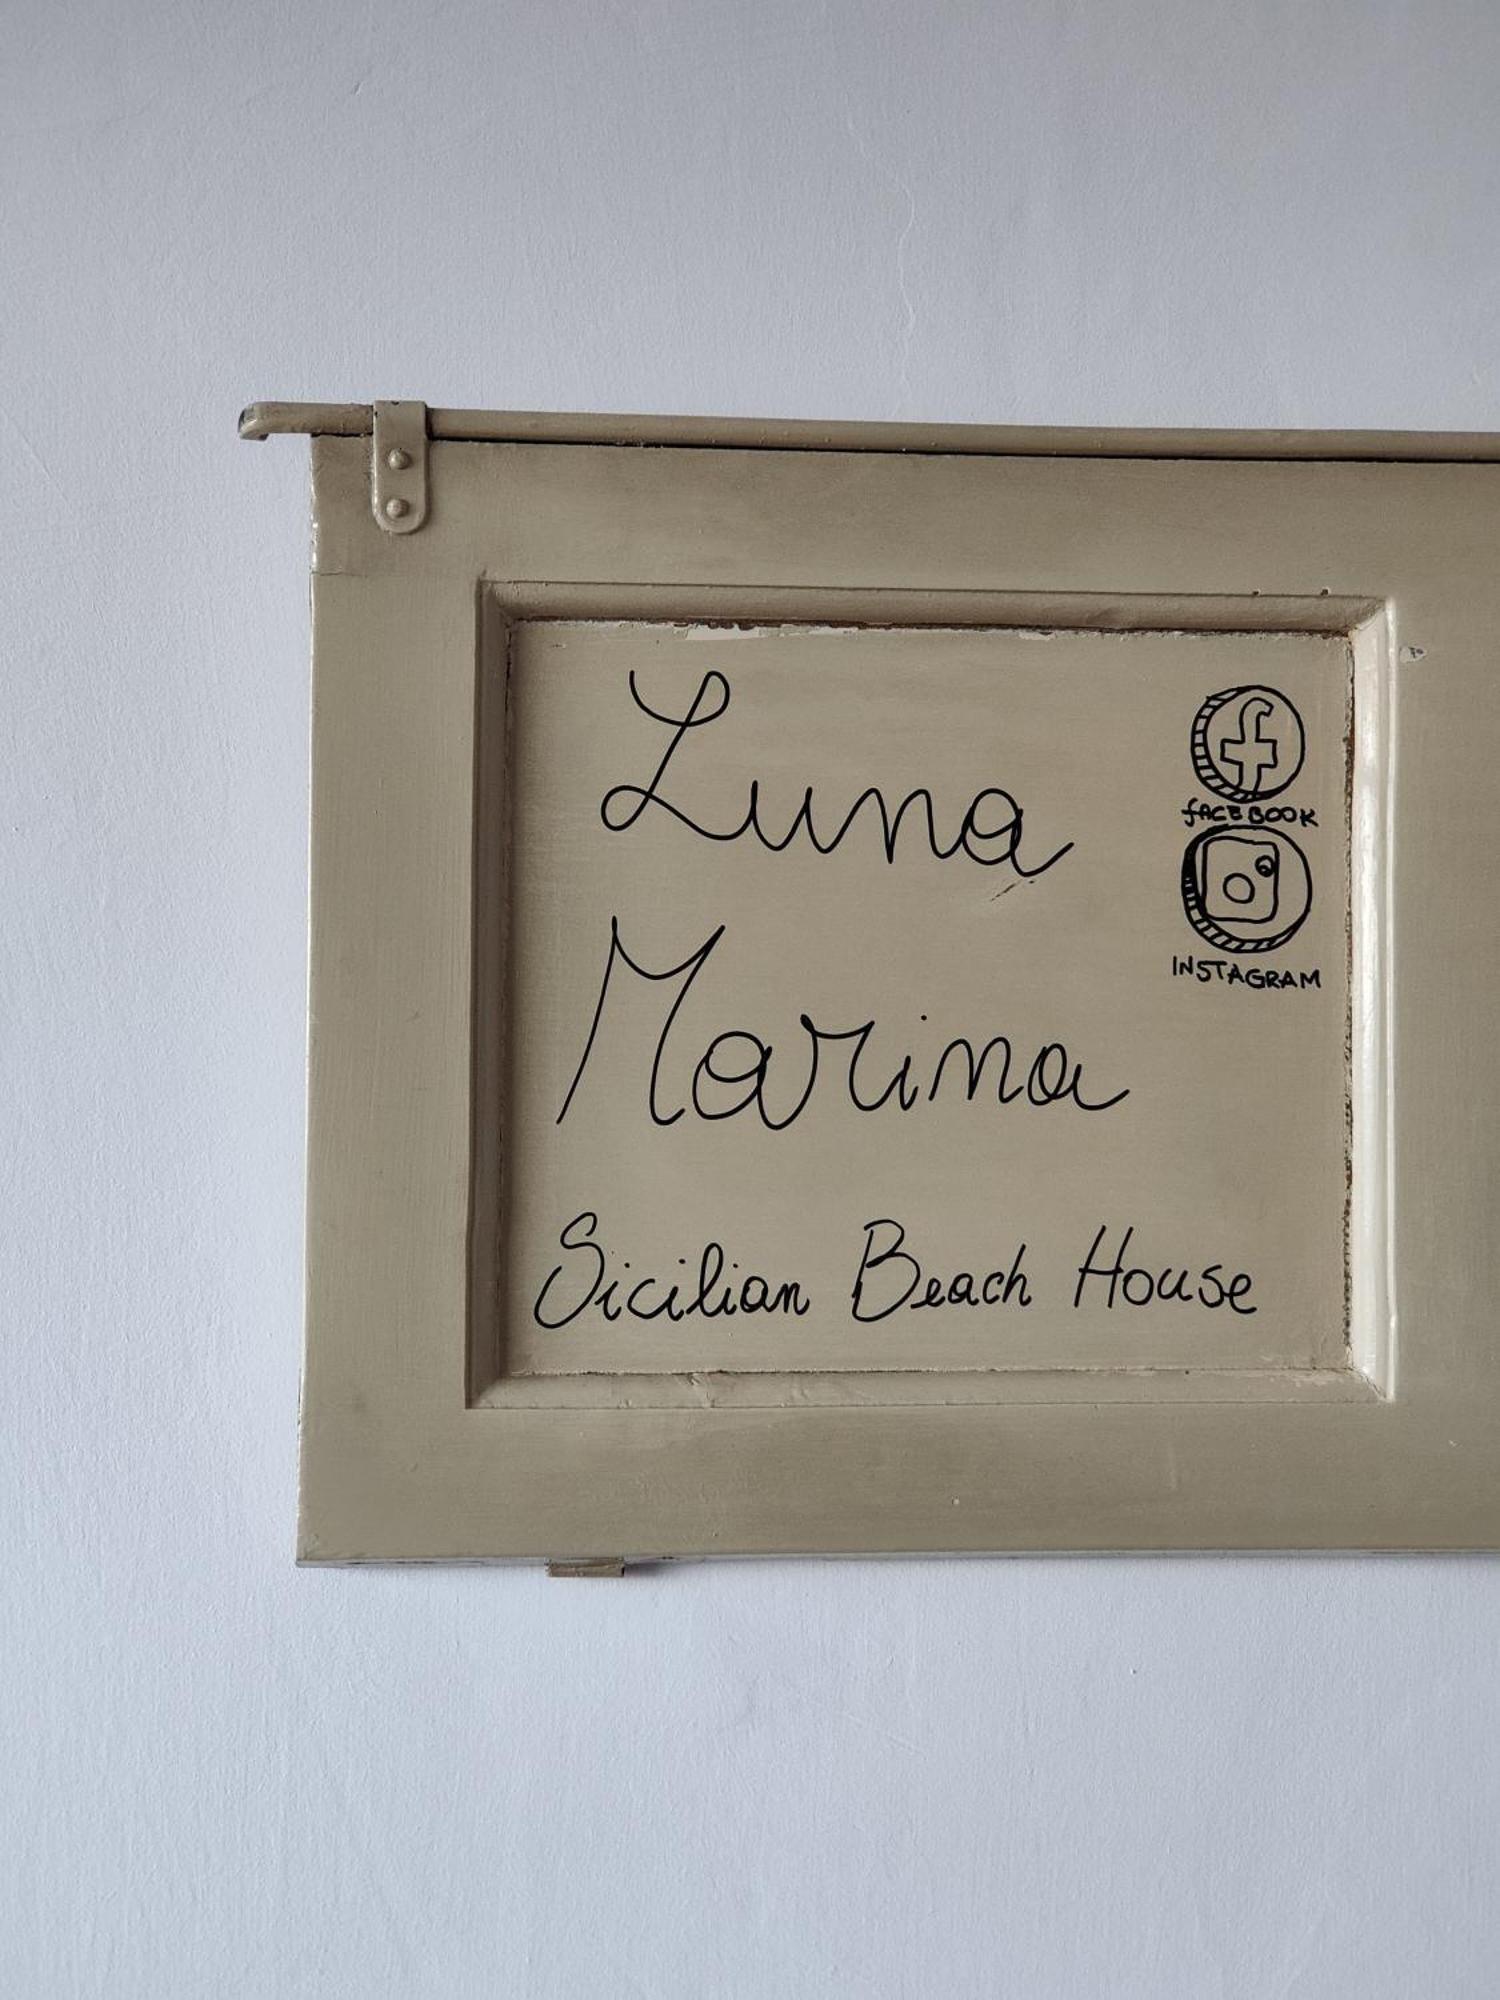 Luna
Marina
Sicilian Beach House
f
fACEBOOK
INSTAGRAM